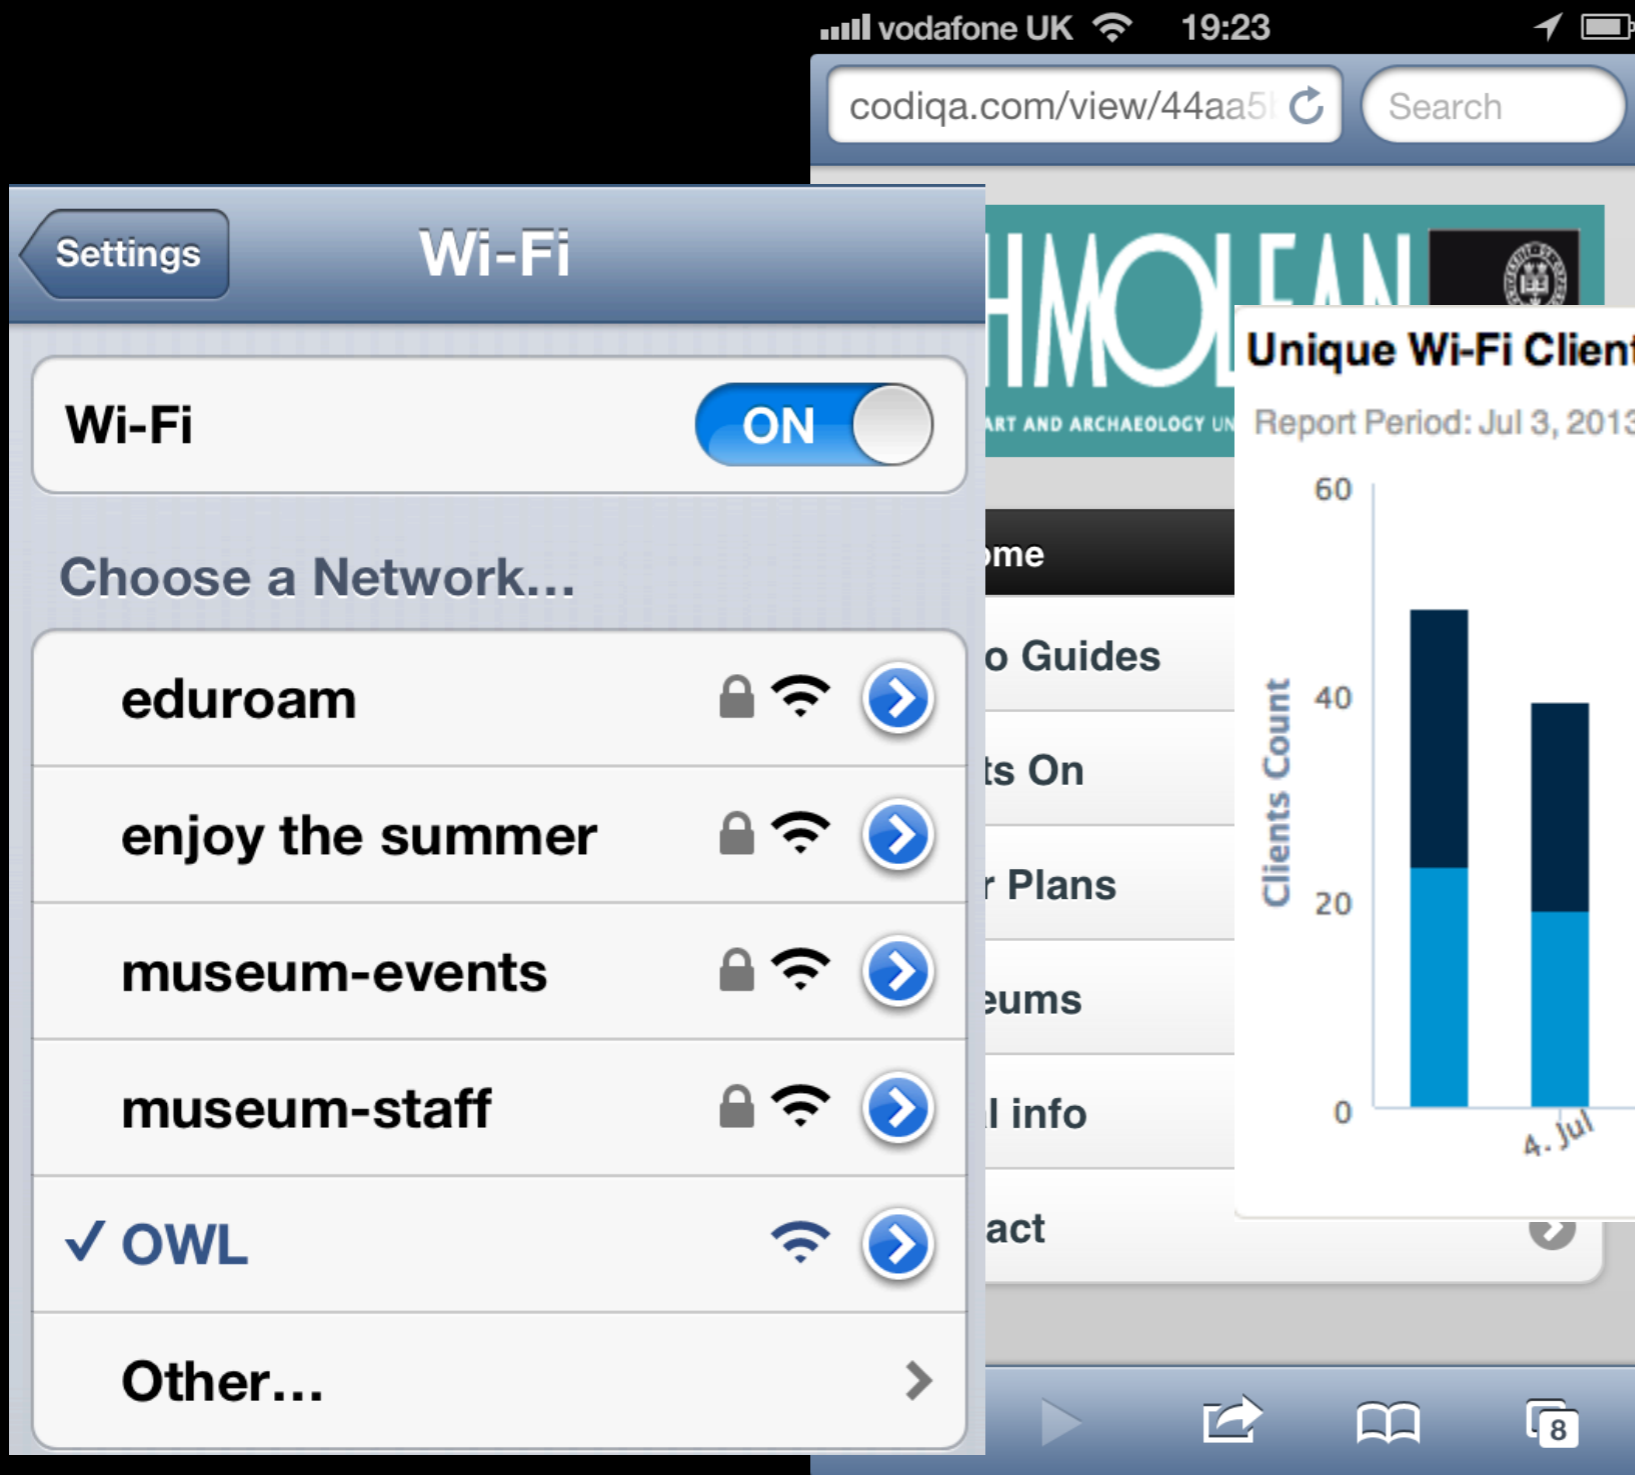 vodafone UK 19:23
codiqa.com/view/44aa5
Search
Settings
Wi-Fi
Wi-Fi
ON
Choose a Network...
eduroam
enjoy the summer
museum-events
museum-staff
OWL
Other...
HMOLEAN
ART AND ARCHAEOLOGY UN
ome
o Guides
ts On
r Plans
eums
l info
act
Unique Wi-Fi Client
Report Period: Jul 3, 2013
Clients Count
60
40
20
0
4. Jul
8